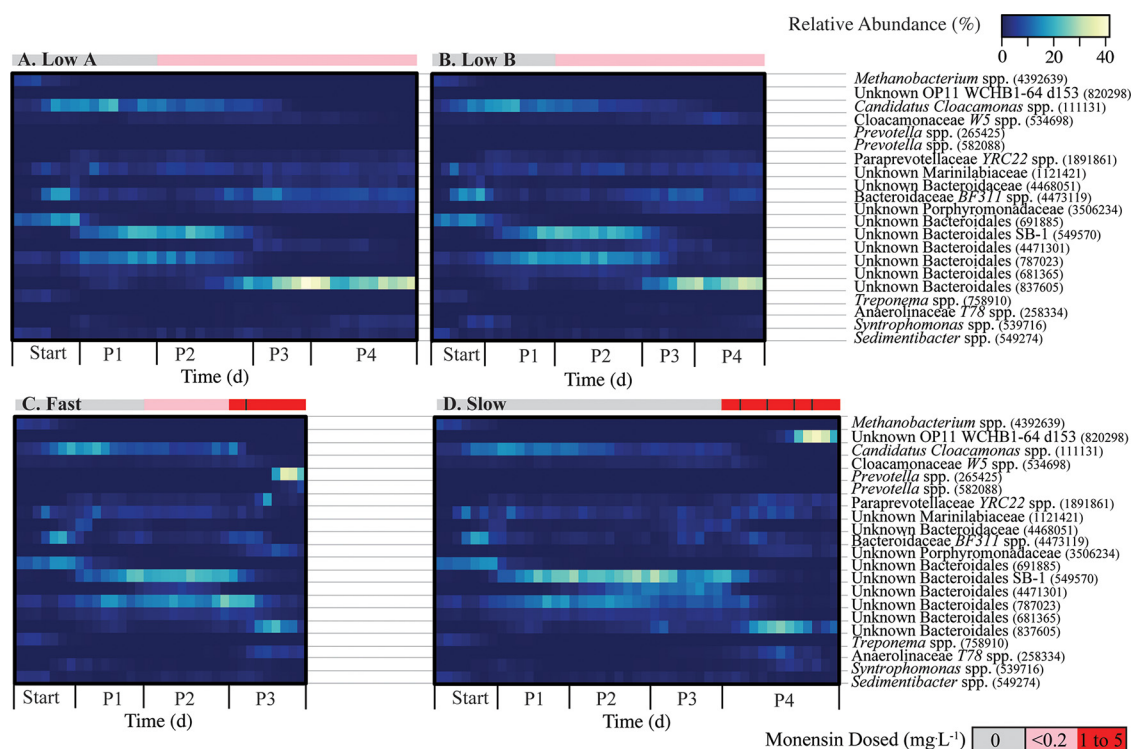 Relative Abundance (%)
0 20 40
A. Low A
B. Low B
Methanobacterium spp. (4392639)
Unknown OP11 WCHB1-64 d153 (820298)
Candidatus Cloacamonas spp. (111131)
Cloacamonaceae W5 spp. (534698)
Prevotella spp. (265425)
Prevotella spp. (582088)
Paraprevotellaceae YRC22 spp. (1891861)
Unknown Marinilabiaceae (1121421)
Unknown Bacteroidaceae (4468051)
Bacteroidaceae BF311 spp. (4473119)
Unknown Porphyromonadaceae (3506234)
Unknown Bacteroidales (691885)
Unknown Bacteroidales SB-1 (549570)
Unknown Bacteroidales (4471301)
Unknown Bacteroidales (787023)
Unknown Bacteroidales (681365)
Unknown Bacteroidales (837605)
Treponema spp. (758910)
Anaerolinaceae T78 spp. (258334)
Syntrophomonas spp. (539716)
Sedimentibacter spp. (549274)
Start P1 P2 P3 P4
Time (d)
Start P1 P2 P3 P4
Time (d)
C. Fast
D. Slow
Methanobacterium spp. (4392639)
Unknown OP11 WCHB1-64 d153 (820298)
Candidatus Cloacamonas spp. (111131)
Cloacamonaceae W5 spp. (534698)
Prevotella spp. (265425)
Prevotella spp. (582088)
Paraprevotellaceae YRC22 spp. (1891861)
Unknown Marinilabiaceae (1121421)
Unknown Bacteroidaceae (4468051)
Bacteroidaceae BF311 spp. (4473119)
Unknown Porphyromonadaceae (3506234)
Unknown Bacteroidales (691885)
Unknown Bacteroidales SB-1 (549570)
Unknown Bacteroidales (4471301)
Unknown Bacteroidales (787023)
Unknown Bacteroidales (681365)
Unknown Bacteroidales (837605)
Treponema spp. (758910)
Anaerolinaceae T78 spp. (258334)
Syntrophomonas spp. (539716)
Sedimentibacter spp. (549274)
Start P1 P2 P3
Time (d)
Start P1 P2 P3 P4
Time (d)
Monensin Dosed (mg·L⁻¹) 0 <0.2 1 to 5